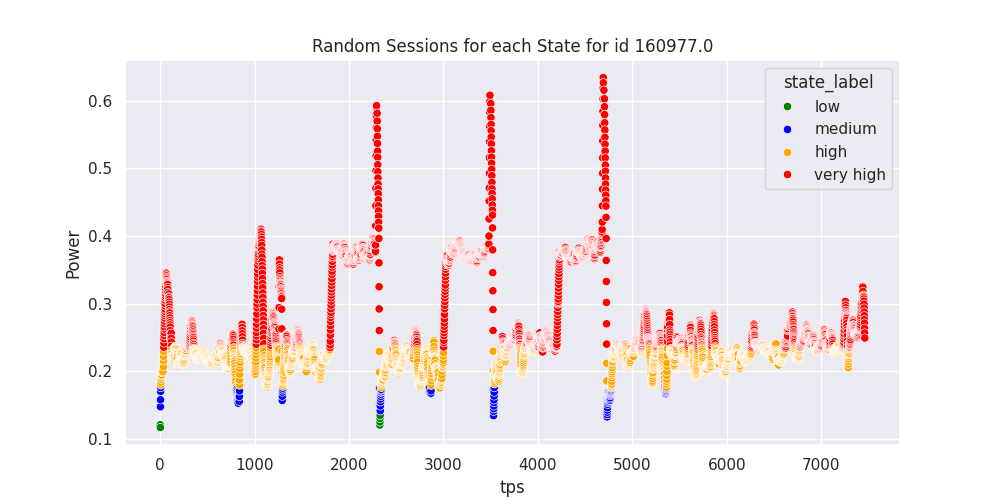 Random Sessions for each State for id 160977.0
state_label
low
medium
high
very high
0.6
0.5
0.4
0.3
0.2
0.1
Power
0 1000 2000 3000 4000 5000 6000 7000
tps